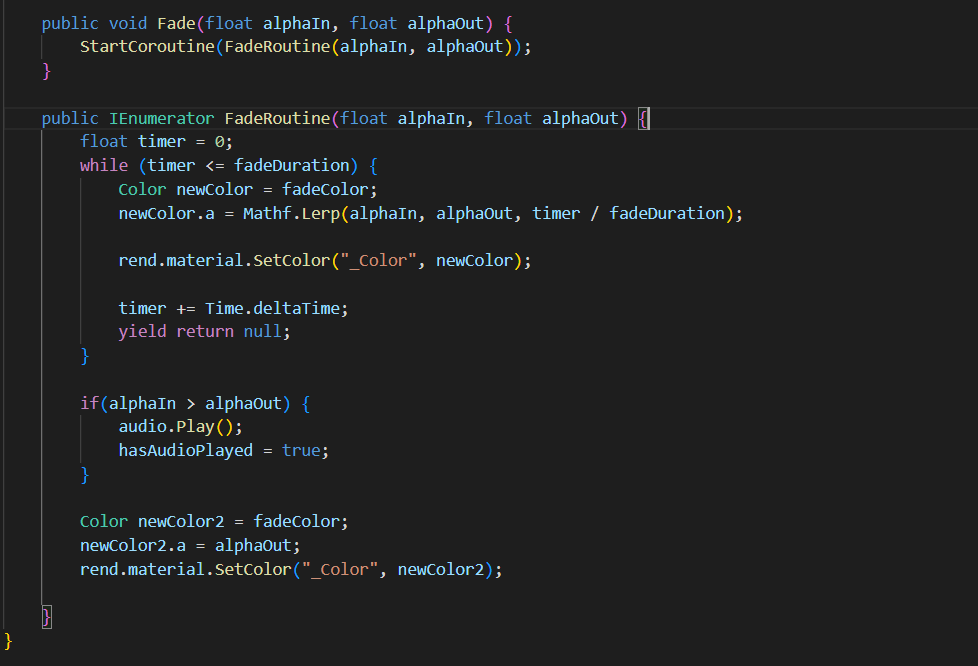 public void Fade(float alphaIn, float alphaOut) {
StartCoroutine(FadeRoutine(alphaIn, alphaOut));
}
public IEnumerator FadeRoutine(float alphaIn, float alphaOut) {
float timer = 0;
while (timer <= fadeDuration) {
Color newColor = fadeColor;
newColor.a = Mathf.Lerp(alphaIn, alphaOut, timer / fadeDuration);
rend.material.SetColor("_Color", newColor);
timer += Time.deltaTime;
yield return null;
}
if(alphaIn > alphaOut) {
audio.Play();
hasAudioPlayed = true;
}
Color newColor2 = fadeColor;
newColor2.a = alphaOut;
rend.material.SetColor("_Color", newColor2);
}
}